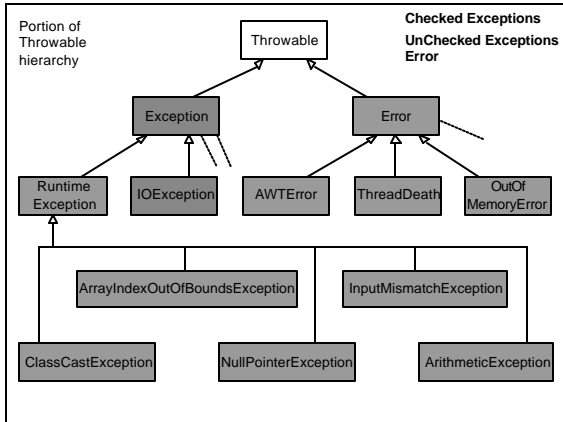 Portion of
Throwable
hierarchy
Checked Exceptions
UnChecked Exceptions
Error
Throwable
Exception
Error
Runtime
Exception
IOException
AWTError
ThreadDeath
OutOf
MemoryError
ArrayIndexOutOfBoundsException
InputMismatchException
ClassCastException
NullPointerException
ArithmeticException